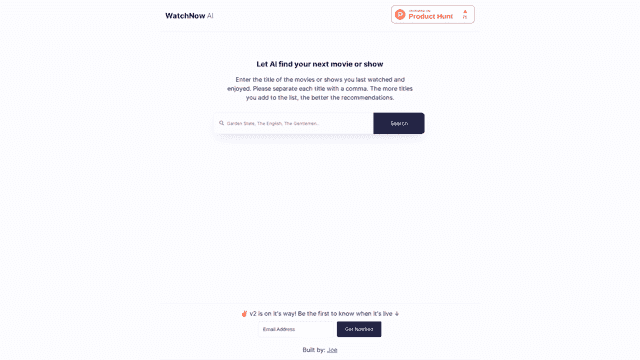 WatchNow AI
FEATURED ON
Product Hunt
Let AI find your next movie or show
Enter the title of the movies or shows you last watched and
enjoyed. Please separate each title with a comma. The more titles
you add to the list, the better the recommendations.
Garden State, The English, The Gentlemen...
Search
✌️ v2 is on it's way! Be the first to know when it's live ↓
Email Address
Get Notified
Built by: Joe